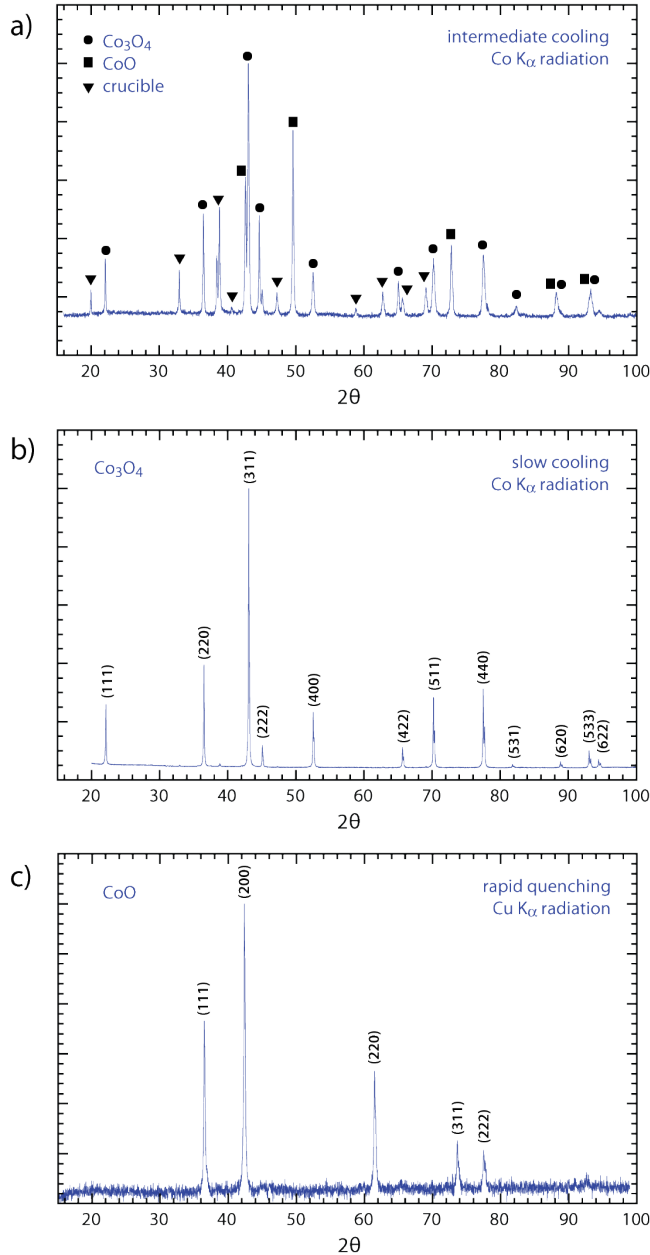 a)
Co₃O₄
CoO
crucible
intermediate cooling
Co Kα radiation
20 30 40 50 60 70 80 90 100
2θ
b)
Co₃O₄
slow cooling
Co Kα radiation
(111)
(220)
(311)
(222)
(400)
(422)
(511)
(440)
(531)
(620)
(533)
(622)
20 30 40 50 60 70 80 90 100
2θ
c)
CoO
rapid quenching
Cu Kα radiation
(111)
(200)
(220)
(311)
(222)
20 30 40 50 60 70 80 90 100
2θ